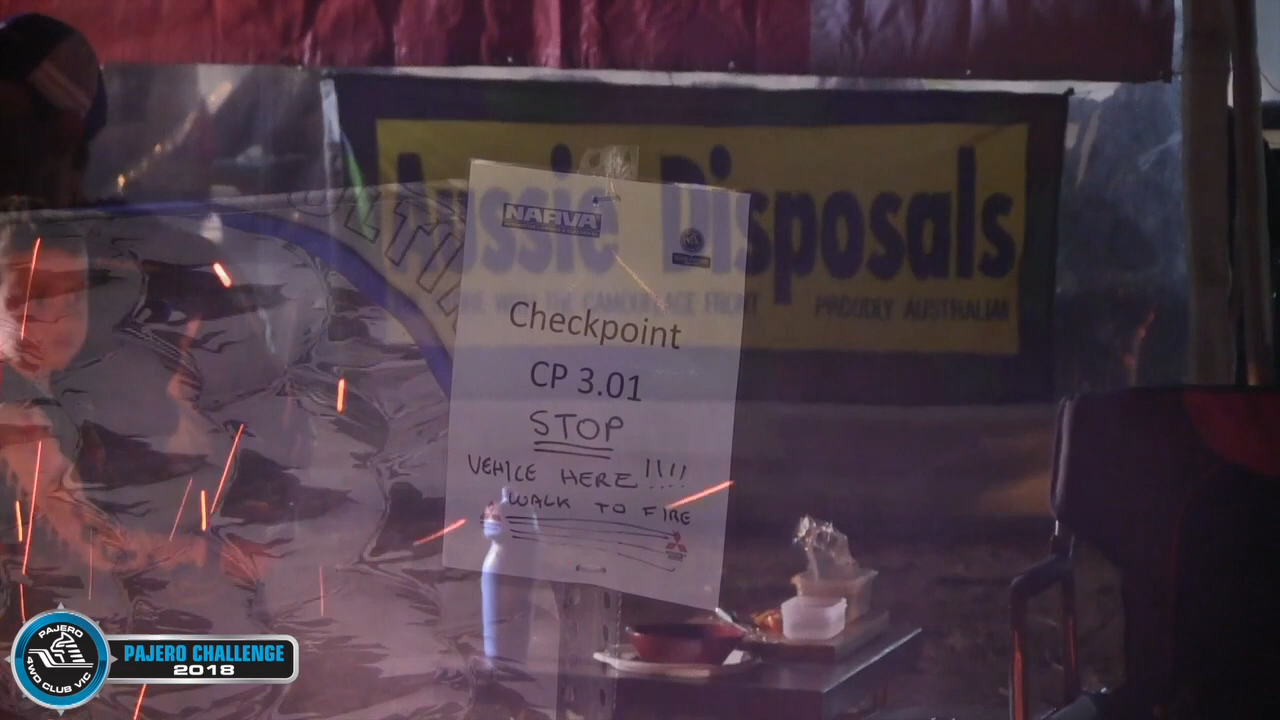 Aussie Disposals
PROUDLY AUSTRALIAN
NARVA
Checkpoint
CP 3.01
STOP
VEHICLE HERE !!!!
WALK TO FIRE
PAJERO
4WD CLUB VIC
PAJERO CHALLENGE
2018